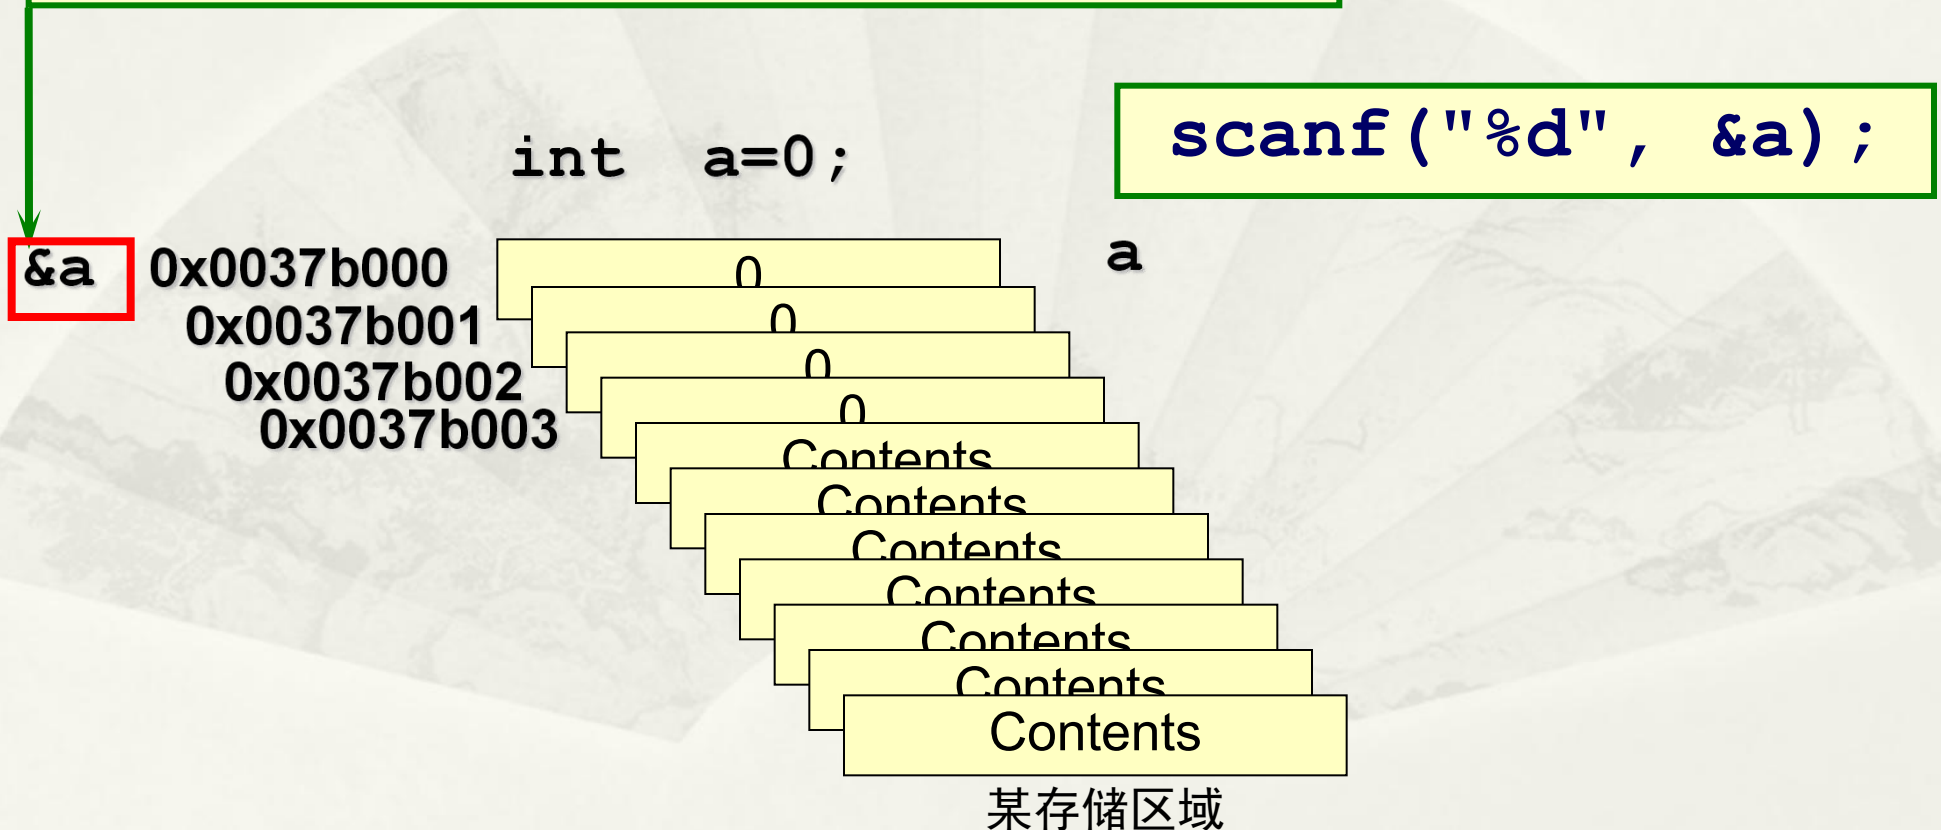 scanf("%d", &a);
int a=0;
&a 0x0037b000 0 a
0x0037b001 0
0x0037b002 0
0x0037b003 0
Contents
Contents
Contents
Contents
Contents
Contents
Contents
某存储区域